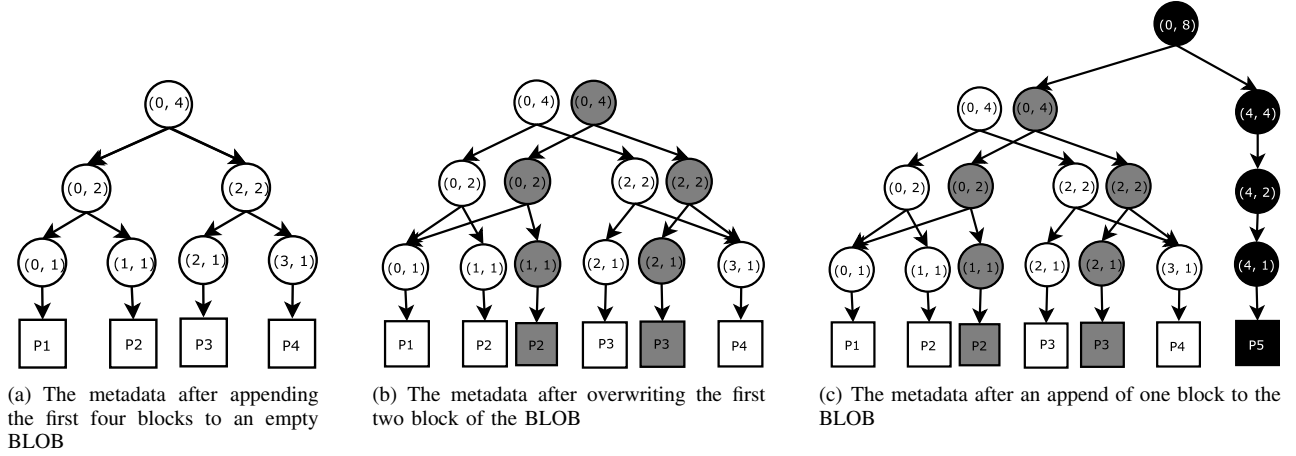 (0, 8)
(0, 4)
(0, 4) (0, 4)
(0, 4) (0, 4) (4, 4)
(0, 2) (2, 2)
(0, 2) (0, 2) (2, 2) (2, 2)
(0, 2) (0, 2) (2, 2) (2, 2) (4, 2)
(0, 1) (1, 1) (2, 1) (3, 1)
(0, 1) (1, 1) (1, 1) (2, 1) (2, 1) (3, 1)
(0, 1) (1, 1) (1, 1) (2, 1) (2, 1) (3, 1) (4, 1)
P1 P2 P3 P4
P1 P2 P2 P3 P3 P4
P1 P2 P2 P3 P3 P4 P5
(a) The metadata after appending
the first four blocks to an empty
BLOB
(b) The metadata after overwriting the first
two block of the BLOB
(c) The metadata after an append of one block to the
BLOB